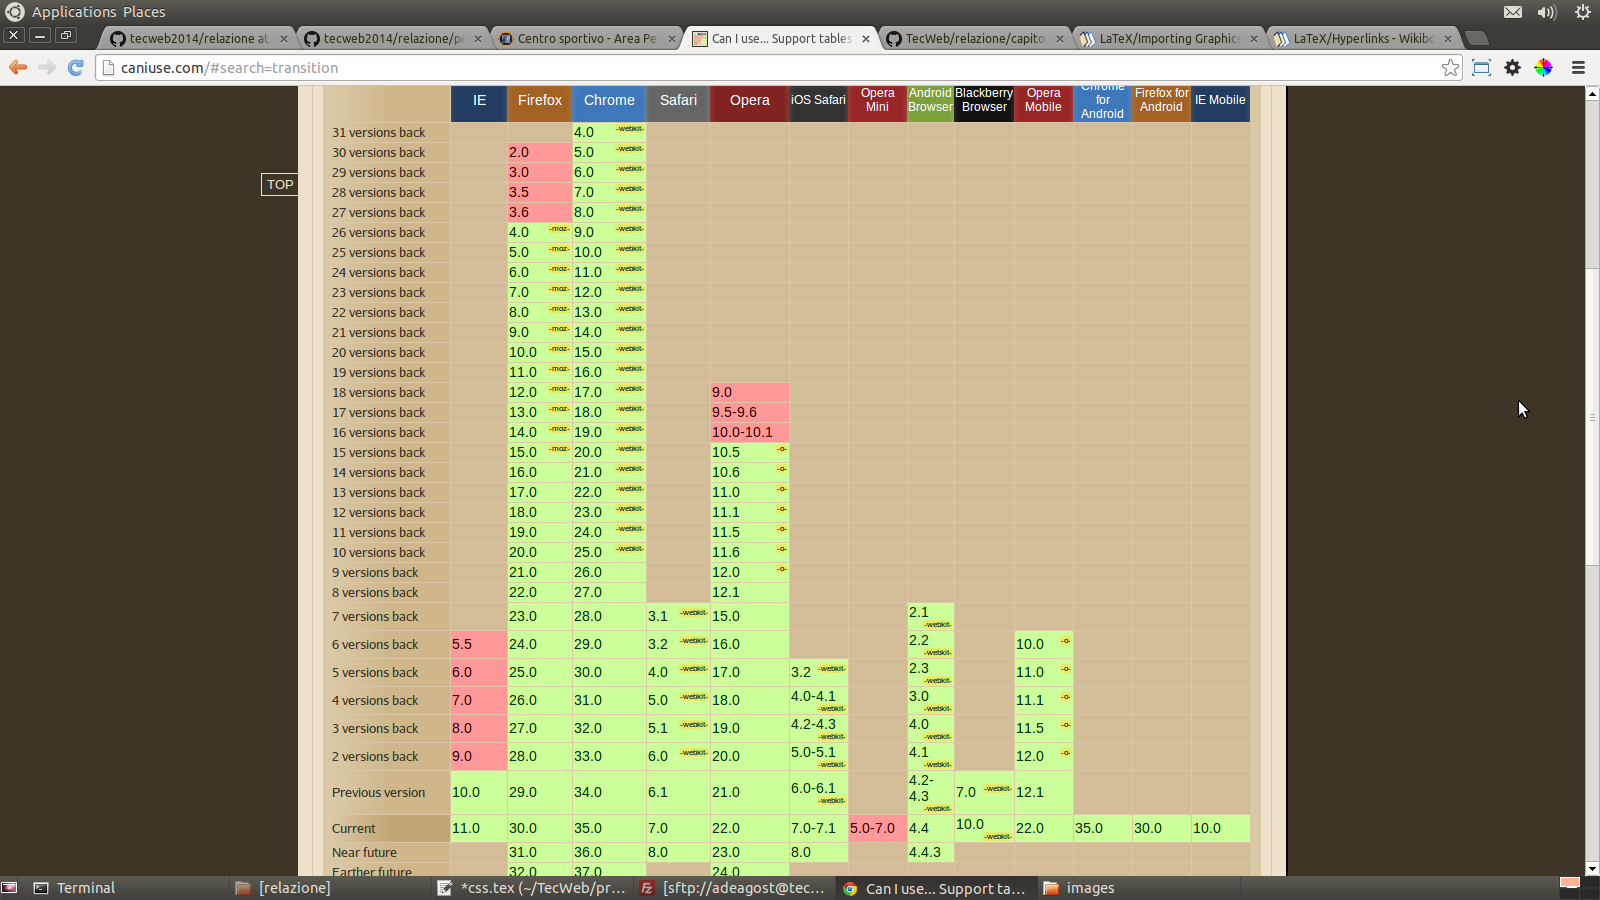 Applications Places
tecweb2014/relazione at
tecweb2014/relazione/pe
Centro sportivo - Area Pe
Can I use... Support tables
TecWeb/relazione/capito
LaTeX/Importing Graphics
LaTeX/Hyperlinks - Wikibo
caniuse.com/#search=transition
TOP
IE Firefox Chrome Safari Opera iOS Safari Opera Mini Android Browser Blackberry Browser Opera Mobile Chrome for Android Firefox for Android IE Mobile
31 versions back 4.0 -webkit-
30 versions back 2.0 5.0 -webkit-
29 versions back 3.0 6.0 -webkit-
28 versions back 3.5 7.0 -webkit-
27 versions back 3.6 8.0 -webkit-
26 versions back 4.0 -moz- 9.0 -webkit-
25 versions back 5.0 -moz- 10.0 -webkit-
24 versions back 6.0 -moz- 11.0 -webkit-
23 versions back 7.0 -moz- 12.0 -webkit-
22 versions back 8.0 -moz- 13.0 -webkit-
21 versions back 9.0 -moz- 14.0 -webkit-
20 versions back 10.0 -moz- 15.0 -webkit-
19 versions back 11.0 -moz- 16.0 -webkit-
18 versions back 12.0 -moz- 17.0 -webkit- 9.0
17 versions back 13.0 -moz- 18.0 -webkit- 9.5-9.6
16 versions back 14.0 -moz- 19.0 -webkit- 10.0-10.1
15 versions back 15.0 -moz- 20.0 -webkit- 10.5 -o-
14 versions back 16.0 21.0 -webkit- 10.6 -o-
13 versions back 17.0 22.0 -webkit- 11.0 -o-
12 versions back 18.0 23.0 -webkit- 11.1 -o-
11 versions back 19.0 24.0 -webkit- 11.5 -o-
10 versions back 20.0 25.0 -webkit- 11.6 -o-
9 versions back 21.0 26.0 12.0 -o-
8 versions back 22.0 27.0 12.1
7 versions back 23.0 28.0 3.1 -webkit- 15.0 2.1 -webkit-
6 versions back 5.5 24.0 29.0 3.2 -webkit- 16.0 2.2 -webkit- 10.0 -o-
5 versions back 6.0 25.0 30.0 4.0 -webkit- 17.0 3.2 -webkit- 2.3 -webkit- 11.0 -o-
4 versions back 7.0 26.0 31.0 5.0 -webkit- 18.0 4.0-4.1 -webkit- 3.0 -webkit- 11.1 -o-
3 versions back 8.0 27.0 32.0 5.1 -webkit- 19.0 4.2-4.3 -webkit- 4.0 -webkit- 11.5 -o-
2 versions back 9.0 28.0 33.0 6.0 -webkit- 20.0 5.0-5.1 -webkit- 4.1 -webkit- 12.0 -o-
Previous version 10.0 29.0 34.0 6.1 21.0 6.0-6.1 -webkit- 4.2-4.3 -webkit- 7.0 -webkit- 12.1
Current 11.0 30.0 35.0 7.0 22.0 7.0-7.1 5.0-7.0 4.4 10.0 -webkit- 22.0 35.0 30.0 10.0
Near future 31.0 36.0 8.0 23.0 8.0 4.4.3
Farther future 32.0 37.0 24.0
Terminal
[relazione]
*css.tex (~/TecWeb/pr...
[sftp://adeagost@tec...
Can I use... Support ta...
images